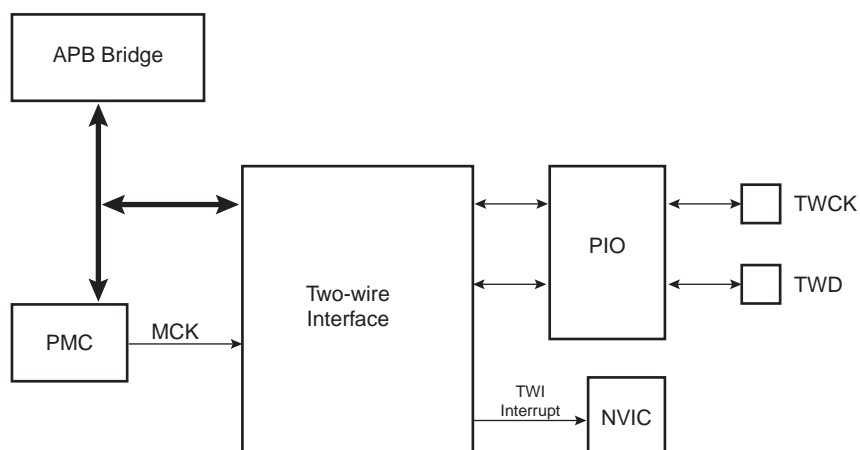 APB Bridge
TWCK
PIO
TWD
Two-wire
Interface
PMC
MCK
TWI
Interrupt
NVIC